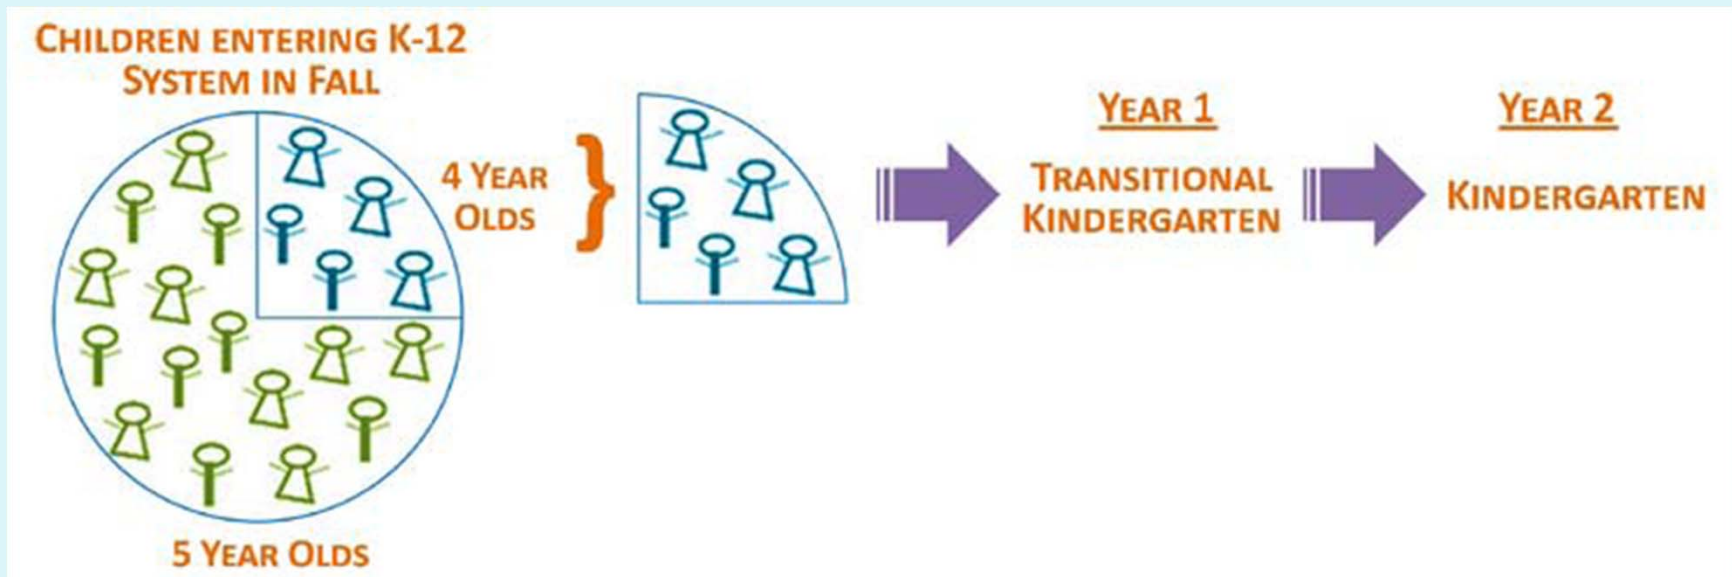 CHILDREN ENTERING K-12
SYSTEM IN FALL
4 YEAR
OLDS
}
YEAR 1
TRANSITIONAL
KINDERGARTEN
YEAR 2
KINDERGARTEN
5 YEAR OLDS